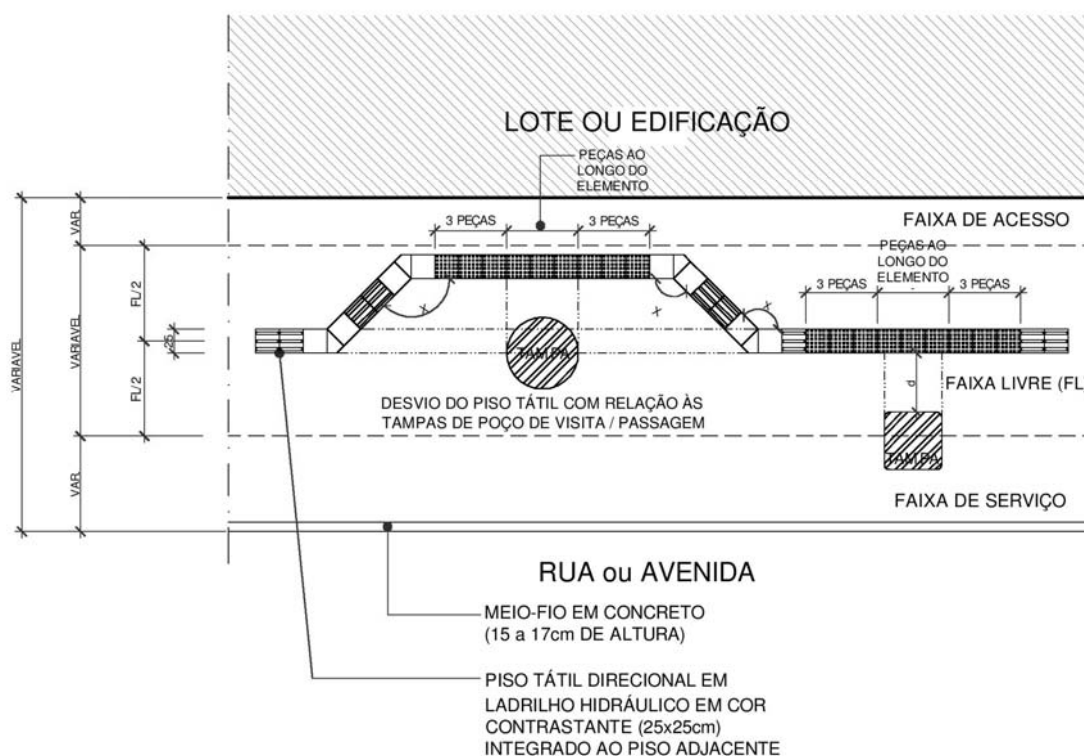 LOTE OU EDIFICAÇÃO
PEÇAS AO
LONGO DO
ELEMENTO
3 PEÇAS
3 PEÇAS
FAIXA DE ACESSO
PEÇAS AO
LONGO DO
ELEMENTO
3 PEÇAS
3 PEÇAS
VARIAVEL
VAR
VARIAVEL
VAR
FL/2
25
FL/2
X
X
X
TAMPA
d
FAIXA LIVRE (FL
DESVIO DO PISO TÁTIL COM RELAÇÃO ÀS
TAMPAS DE POÇO DE VISITA / PASSAGEM
TAMPA
FAIXA DE SERVIÇO
RUA ou AVENIDA
MEIO-FIO EM CONCRETO
(15 a 17cm DE ALTURA)
PISO TÁTIL DIRECIONAL EM
LADRILHO HIDRÁULICO EM COR
CONTRASTANTE (25x25cm)
INTEGRADO AO PISO ADJACENTE